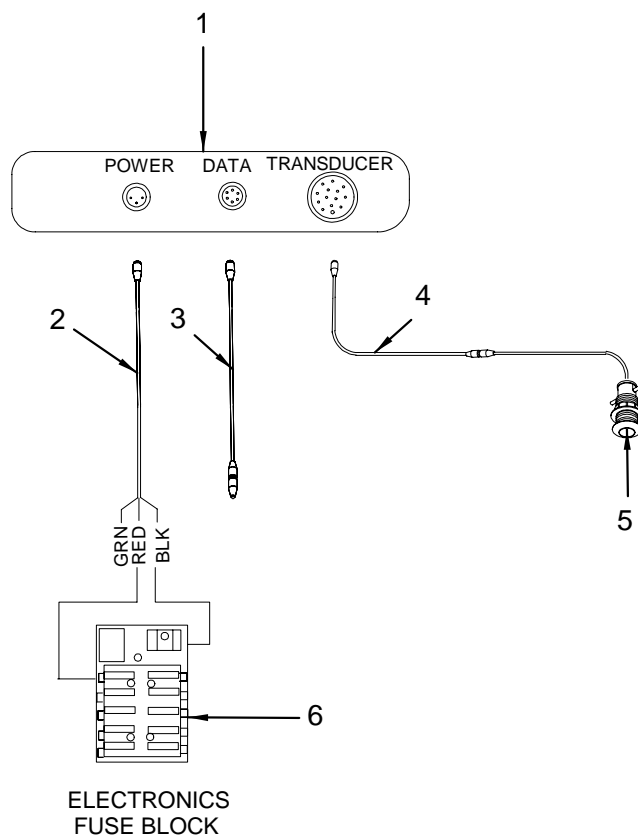 1
POWER DATA TRANSDUCER
2
3
4
5
GRN
RED
BLK
6
ELECTRONICS
FUSE BLOCK